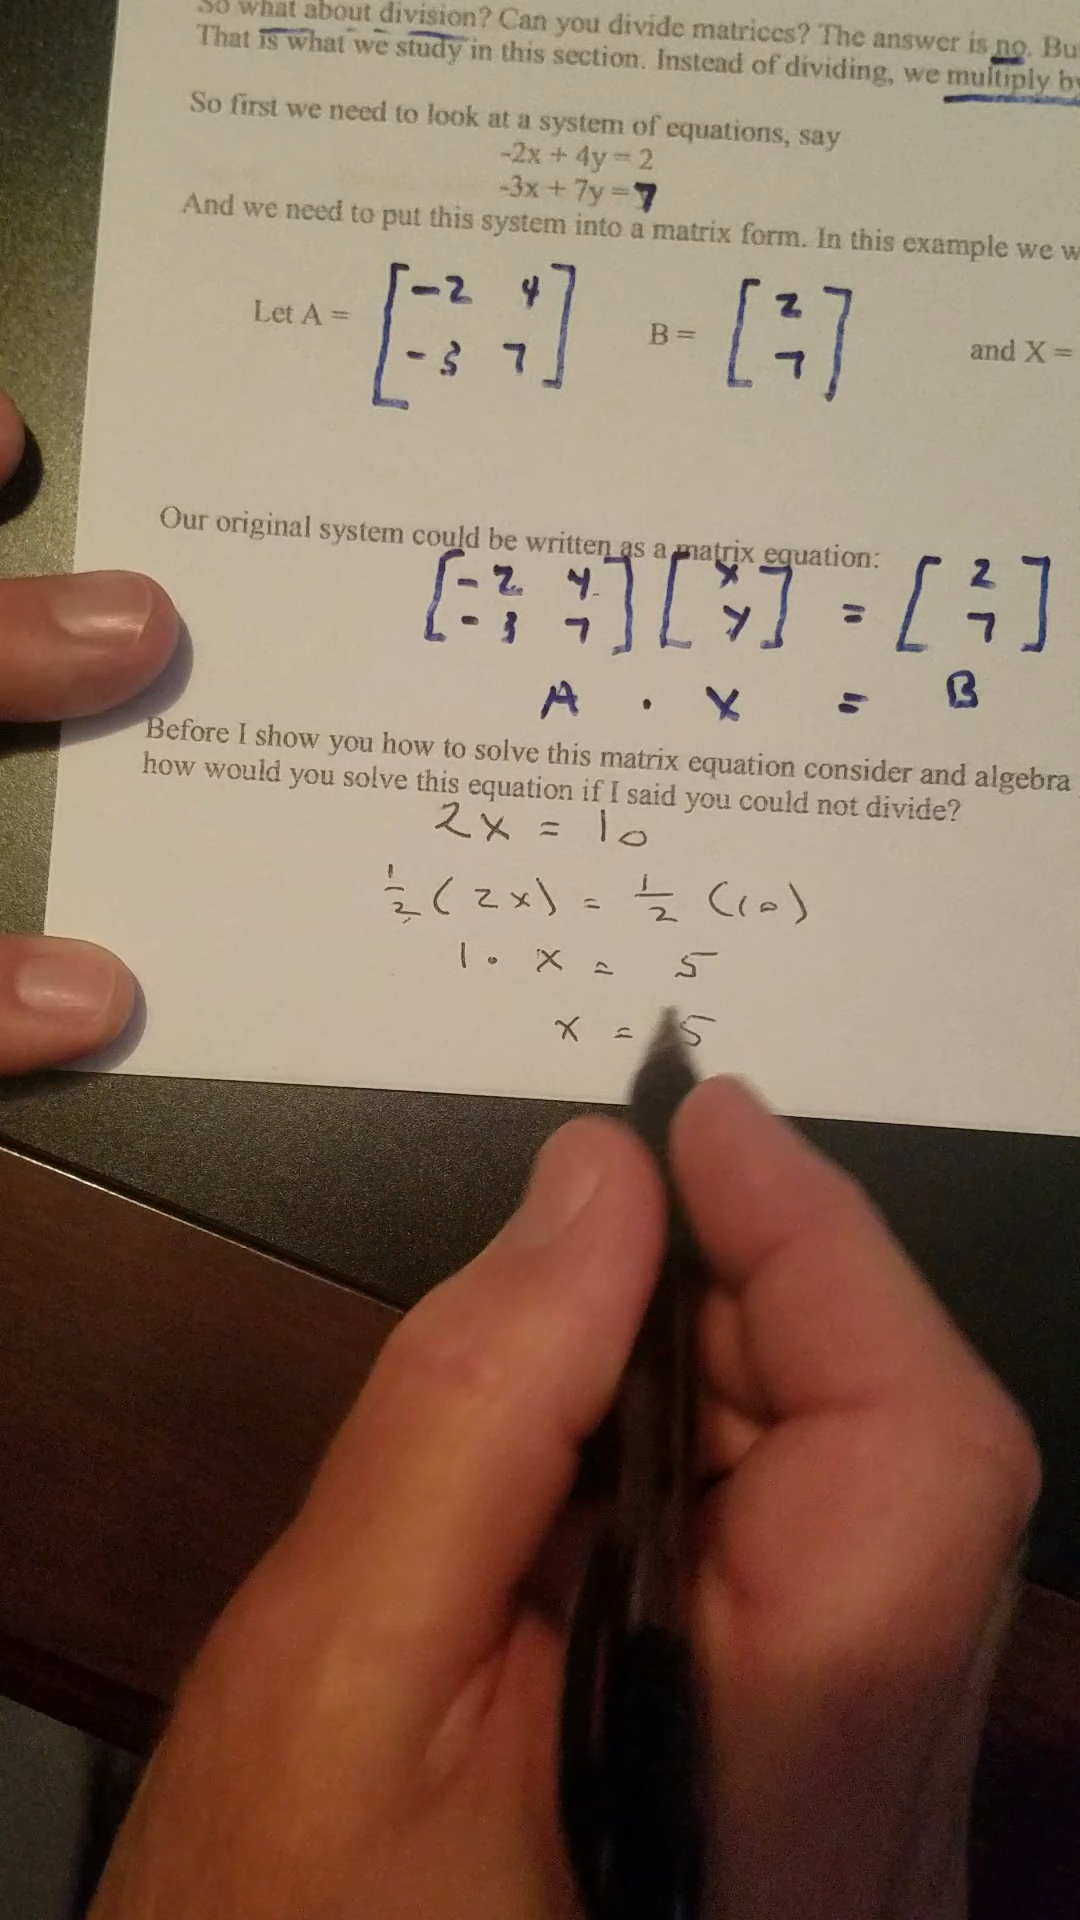 So what about division? Can you divide matrices? The answer is no. Bu
That is what we study in this section. Instead of dividing, we multiply by
So first we need to look at a system of equations, say
-2x + 4y = 2
-3x + 7y = 7
And we need to put this system into a matrix form. In this example we w
Let A = [ -2 4 B = [ 2 and X =
-3 7 ] 7 ]
Our original system could be written as a matrix equation:
[ -2 4 ] [ x ] = [ 2 ]
-3 7 y 7
A · X = B
Before I show you how to solve this matrix equation consider and algebra
how would you solve this equation if I said you could not divide?
2x = 10
1/2 (2x) = 1/2 (10)
1 · x = 5
x = 5